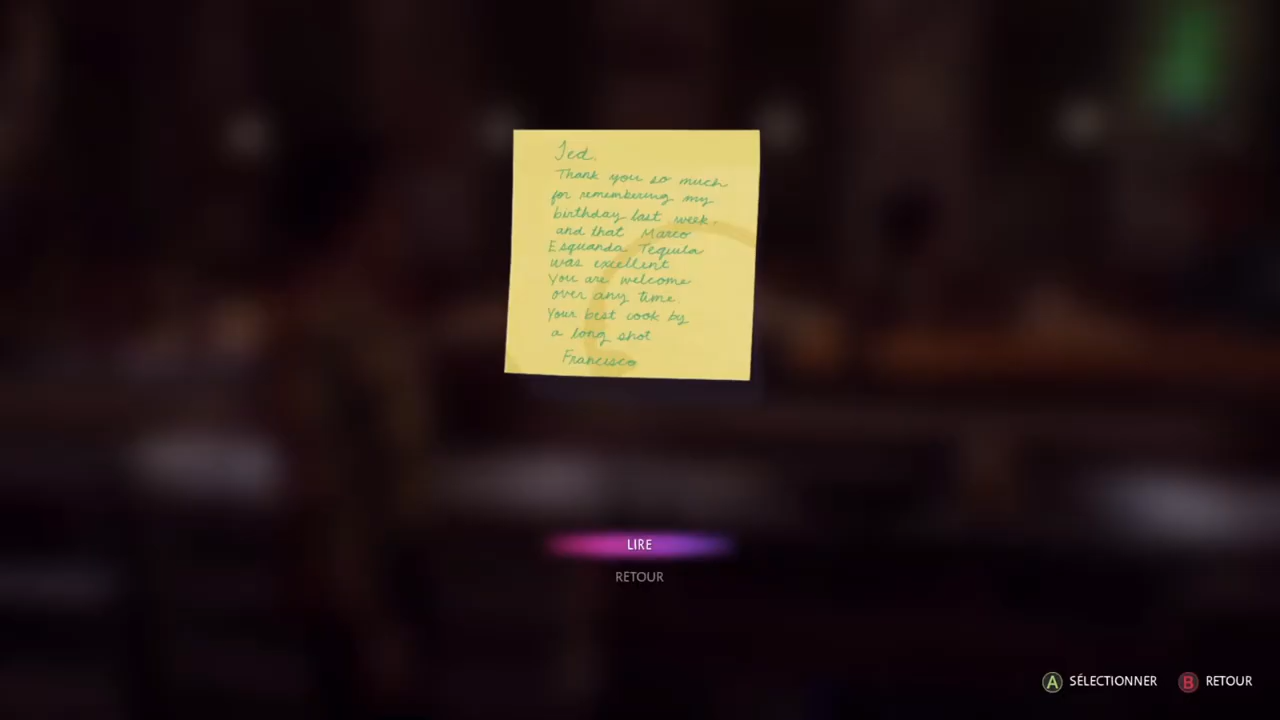 Ted.
Thank you so much
for remembering my
birthday last week.
and that Marco
Esquanda Tequila
was excellent
You are welcome
over any time.
Your best cook by
a long shot
Francisco
LIRE
RETOUR
A SÉLECTIONNER B RETOUR